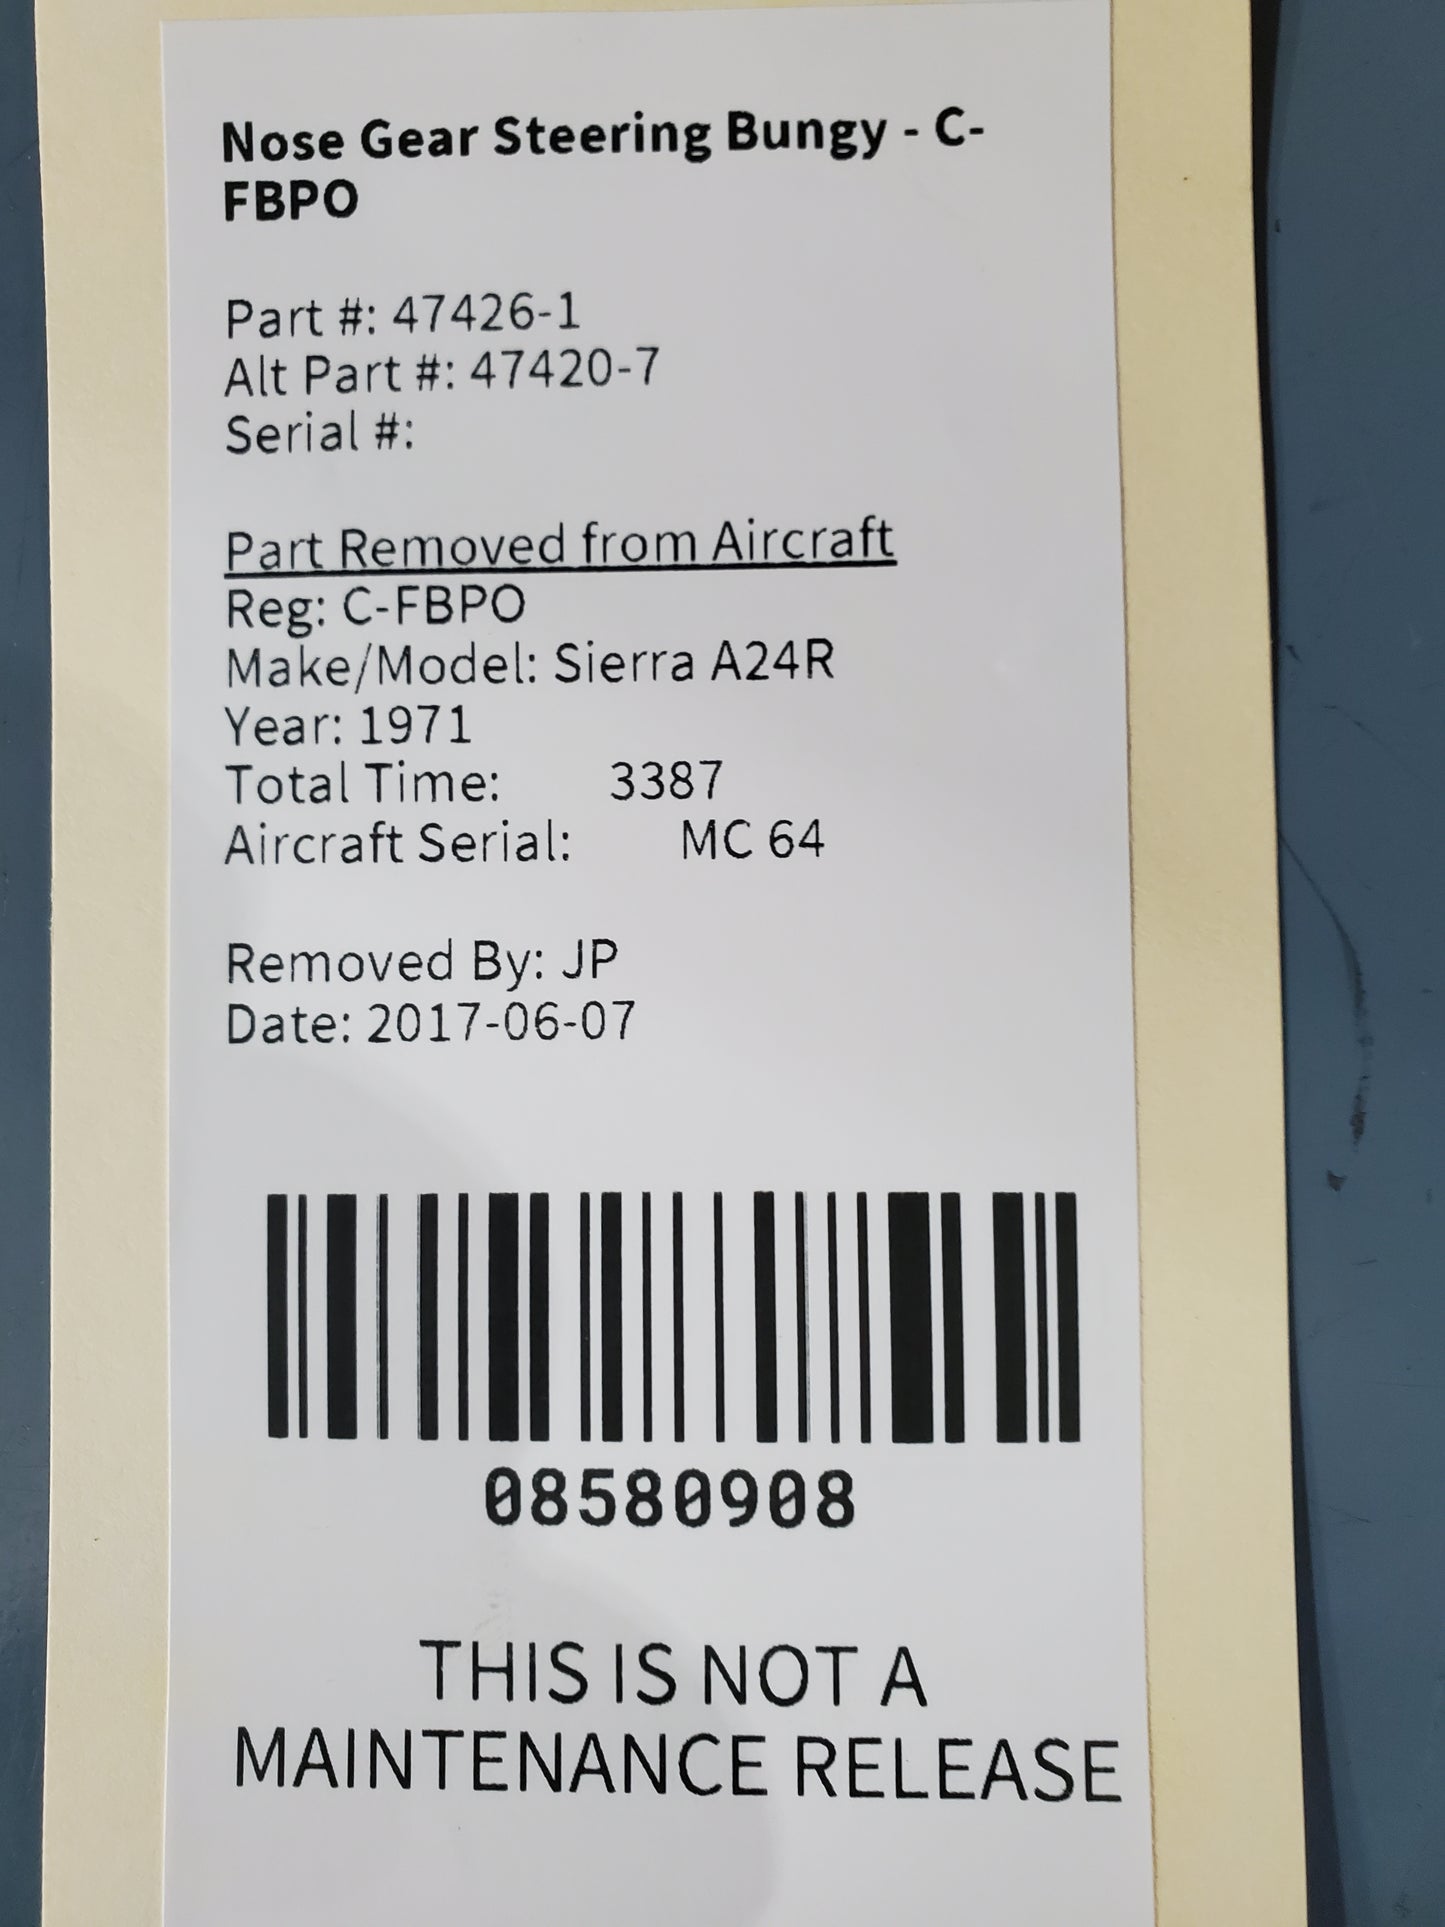 Nose Gear Steering Bungy - C-
FBPO
Part #: 47426-1
Alt Part #: 47420-7
Serial #:
Part Removed from Aircraft
Reg: C-FBPO
Make/Model: Sierra A24R
Year: 1971
Total Time: 3387
Aircraft Serial: MC 64
Removed By: JP
Date: 2017-06-07
08580908
THIS IS NOT A
MAINTENANCE RELEASE